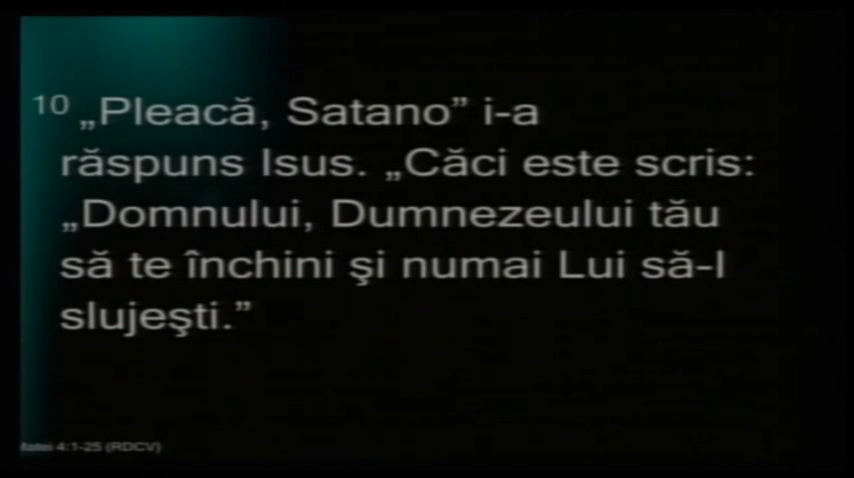 10 „Pleacă, Satano” i-a
răspuns Isus. „Căci este scris:
„Domnului, Dumnezeului tău
să te închini şi numai Lui să-I
slujeşti.”
Matei 4:1-25 (RDCV)